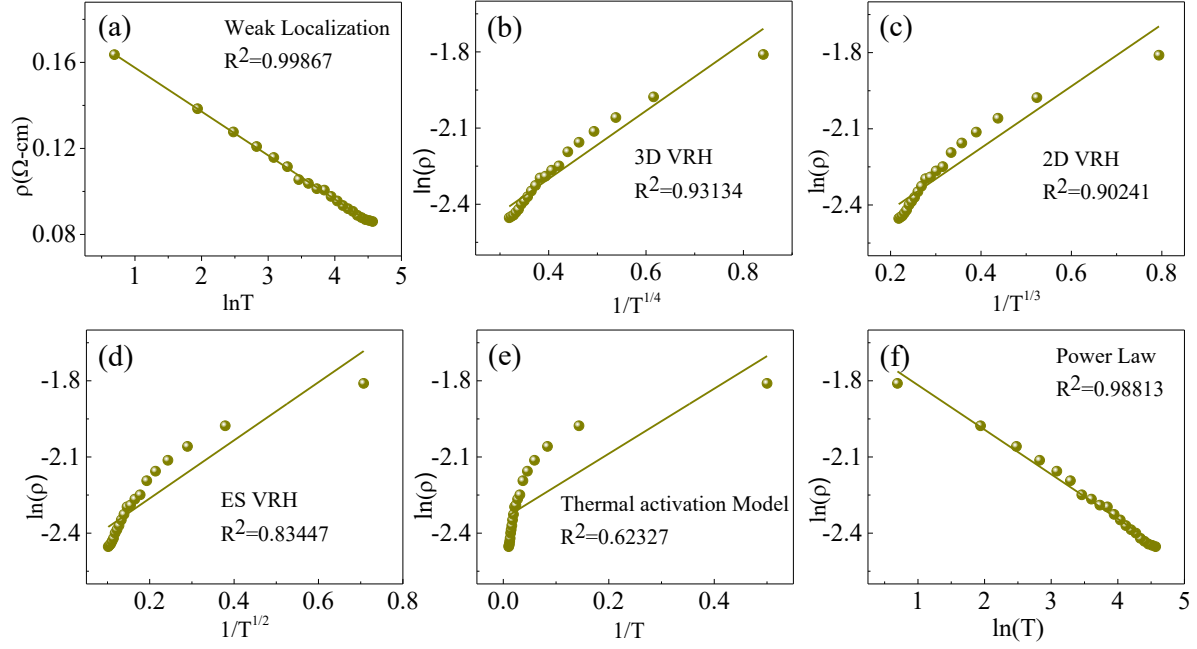 (a)
Weak Localization
R²=0.99867
0.16
0.12
0.08
ρ(Ω-cm)
1
2
3
4
5
lnT
(b)
3D VRH
R²=0.93134
-1.8
-2.1
-2.4
ln(ρ)
0.4
0.6
0.8
1/T^1/4
(c)
2D VRH
R²=0.90241
-1.8
-2.1
-2.4
ln(ρ)
0.2
0.4
0.6
0.8
1/T^1/3
(d)
ES VRH
R²=0.83447
-1.8
-2.1
-2.4
ln(ρ)
0.2
0.4
0.6
0.8
1/T^1/2
(e)
Thermal activation Model
R²=0.62327
-1.8
-2.1
-2.4
ln(ρ)
0.0
0.2
0.4
1/T
(f)
Power Law
R²=0.98813
-1.8
-2.1
-2.4
ln(ρ)
1
2
3
4
5
ln(T)